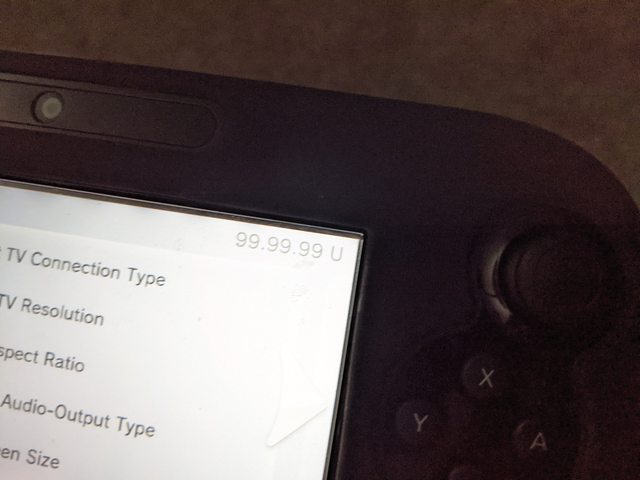 99.99.99 U
TV Connection Type
TV Resolution
spect Ratio
Audio-Output Type
en Size
X
Y
A